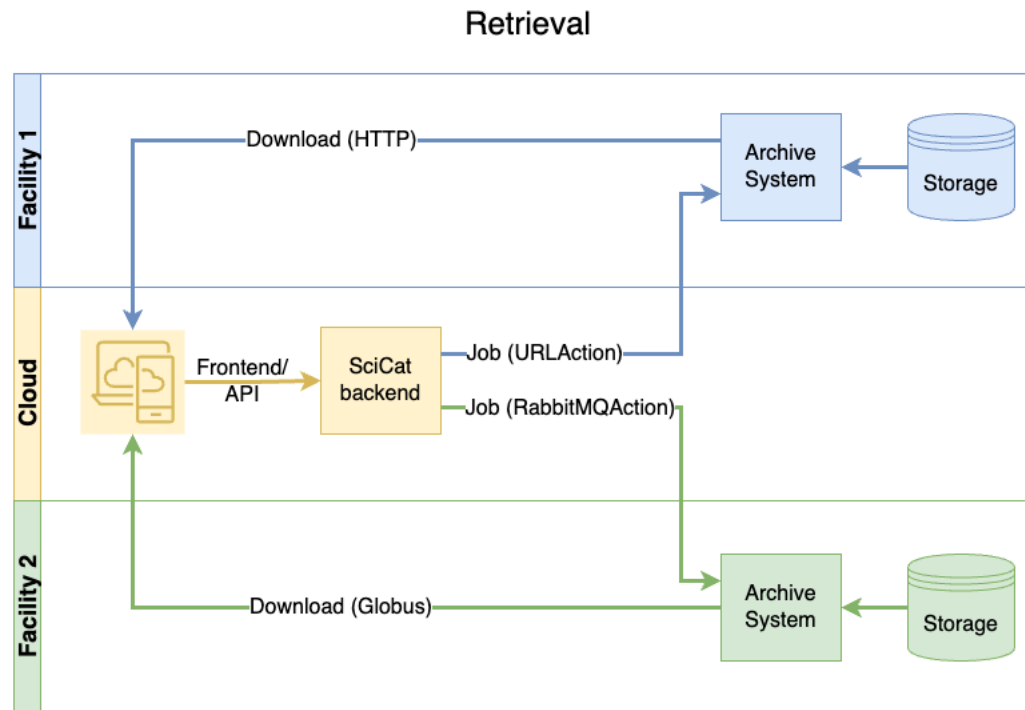 Retrieval
Facility 1
Download (HTTP)
Archive
System
Storage
Cloud
Frontend/
API
SciCat
backend
Job (URLAction)
Job (RabbitMQAction)
Facility 2
Download (Globus)
Archive
System
Storage